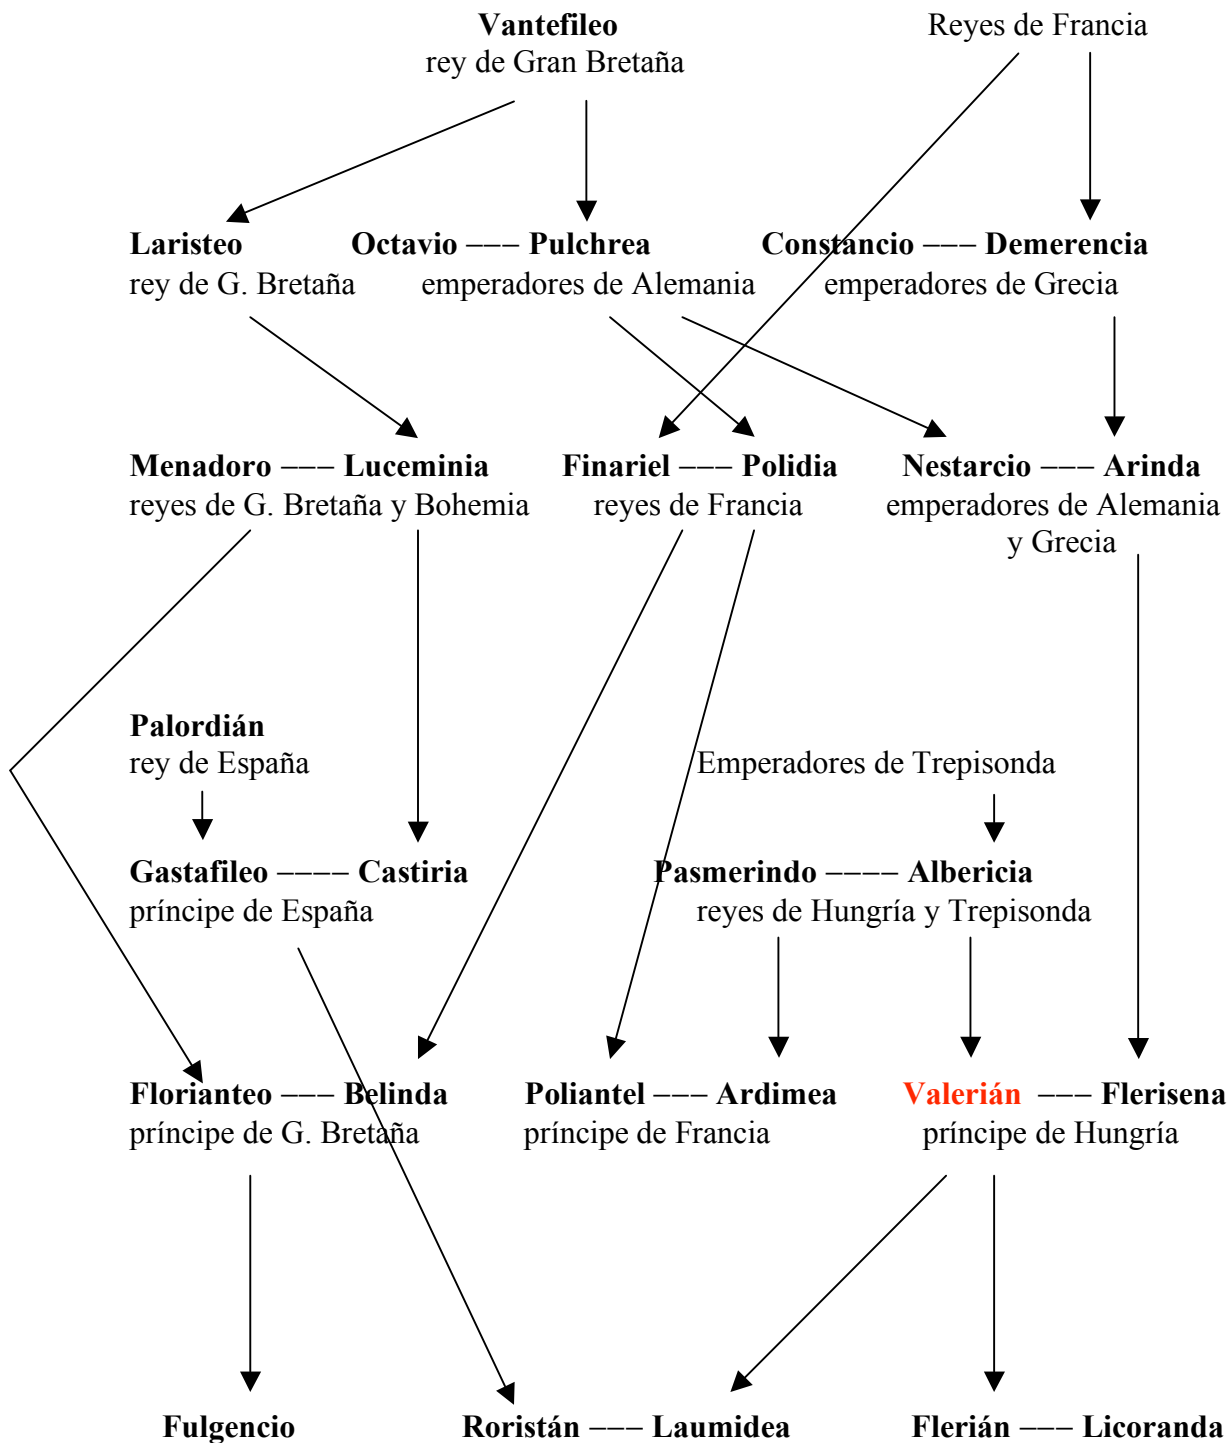 Vantefileo Reyes de Francia
rey de Gran Bretaña
Laristeo Octavio ––– Pulchrea Constancio ––– Demerencia
rey de G. Bretaña emperadores de Alemania emperadores de Grecia
Menadoro ––– Luceminia Finariel ––– Polidia Nestarcio ––– Arinda
reyes de G. Bretaña y Bohemia reyes de Francia emperadores de Alemania
y Grecia
Palordián
rey de España Emperadores de Trepisonda
Gastafileo –––– Castiria Pasmerindo –––– Albericia
príncipe de España reyes de Hungría y Trepisonda
Florianteo ––– Belinda Poliantel ––– Ardimea Valerián ––– Flerisena
príncipe de G. Bretaña príncipe de Francia príncipe de Hungría
Fulgencio Roristán ––– Laumidea Flerián ––– Licoranda